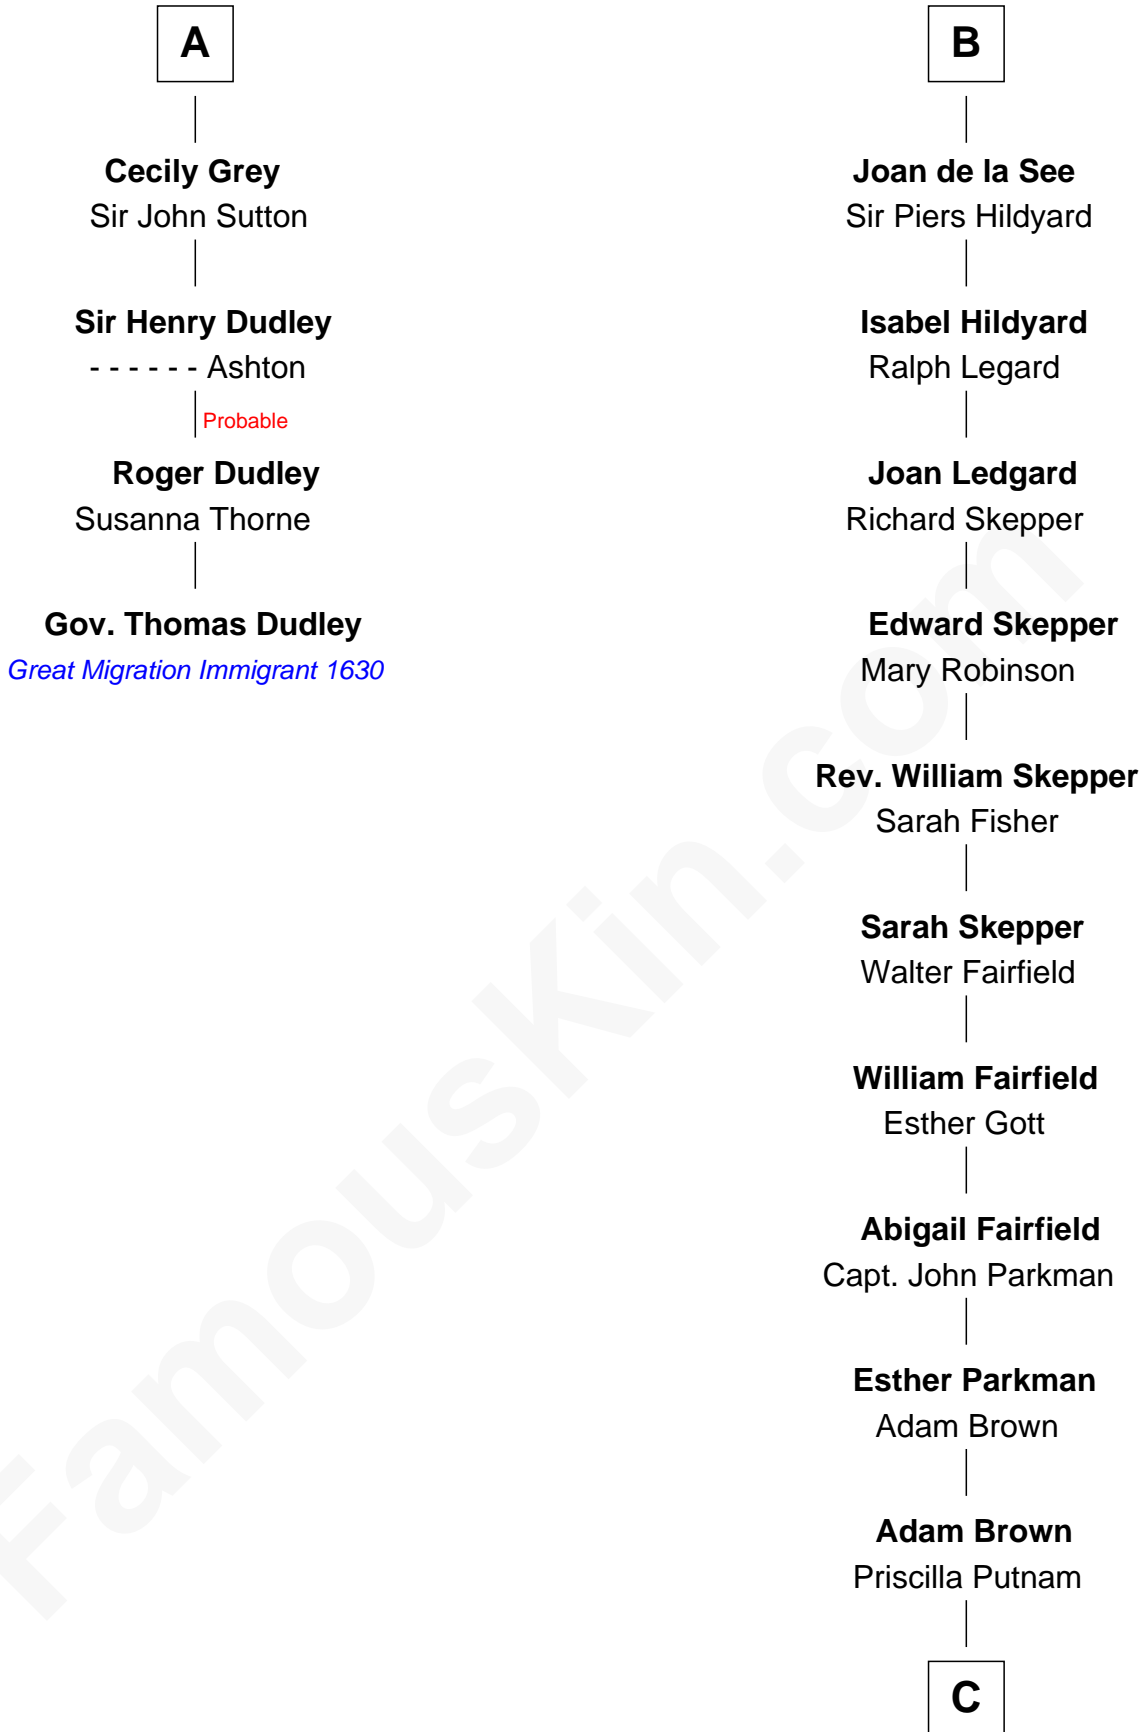 A
Cecily Grey
Sir John Sutton
Sir Henry Dudley
- - - - - - Ashton
Probable
Roger Dudley
Susanna Thorne
Gov. Thomas Dudley
Great Migration Immigrant 1630
B
Joan de la See
Sir Piers Hildyard
Isabel Hildyard
Ralph Legard
Joan Ledgard
Richard Skepper
Edward Skepper
Mary Robinson
Rev. William Skepper
Sarah Fisher
Sarah Skepper
Walter Fairfield
William Fairfield
Esther Gott
Abigail Fairfield
Capt. John Parkman
Esther Parkman
Adam Brown
Adam Brown
Priscilla Putnam
C
FamousKin.com